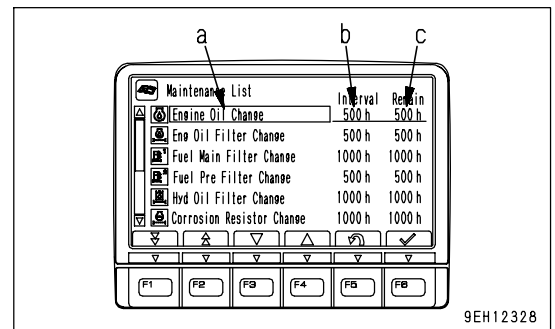 a b c
Maintenance List
Interval Remain
Engine Oil Change 500 h 500 h
Eng Oil Filter Change 500 h 500 h
Fuel Main Filter Change 1000 h 1000 h
Fuel Pre Filter Change 500 h 500 h
Hyd Oil Filter Change 1000 h 1000 h
Corrosion Resistor Change 1000 h 1000 h
F1 F2 F3 F4 F5 F6
9EH12328